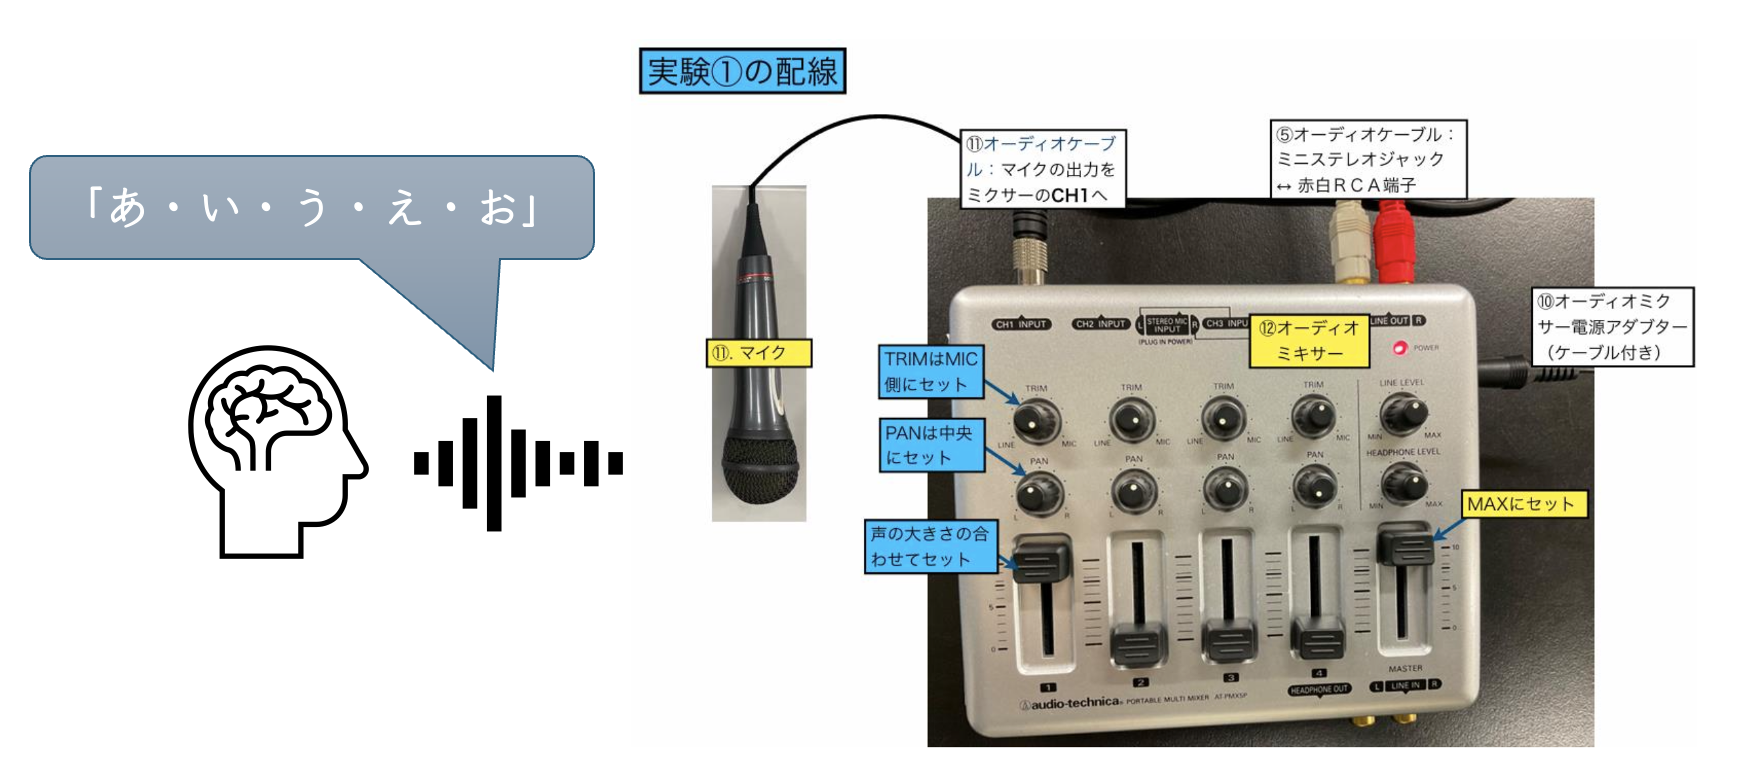 実験①の配線
「あ・い・う・え・お」
⑪オーディオケーブ
ル：マイクの出力を
ミクサーのCH1へ
⑤オーディオケーブル：
ミニステレオジャック
↔ 赤白ＲＣＡ端子
⑩オーディオミク
サー電源アダプター
（ケーブル付き）
⑪. マイク
⑫オーディオ
ミキサー
TRIMはMIC
側にセット
PANは中央
にセット
声の大きさの合
わせてセット
MAXにセット
CH1 INPUT
CH2 INPUT
L STEREO MIC INPUT R
(PLUG IN POWER)
CH3 INPU
LINE OUT R
POWER
TRIM TRIM TRIM TRIM LINE LEVEL
LINE MIC LINE MIC LINE MIC LINE MIC MIN MAX
PAN PAN PAN PAN HEADPHONE LEVEL
L R L R L R L R MIN MAX
10
5 5
0 0
1 2 3 4 MASTER
HEADPHONE OUT L LINE IN R
audio-technica® PORTABLE MULTI MIXER AT-PMX5P